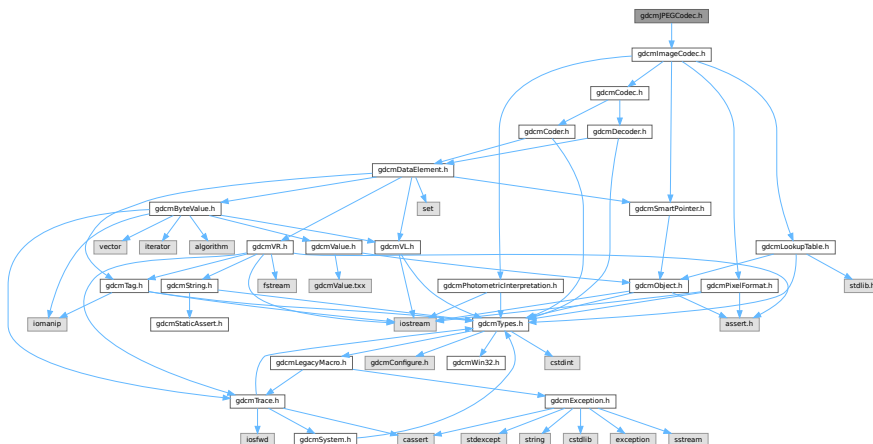 gdcmJPEGCodec.h
gdcmImageCodec.h
gdcmCodec.h
gdcmCoder.h
gdcmDecoder.h
gdcmDataElement.h
gdcmByteValue.h
set
gdcmSmartPointer.h
vector
iterator
algorithm
gdcmVR.h
gdcmValue.h
gdcmVL.h
gdcmLookupTable.h
gdcmTag.h
gdcmString.h
fstream
gdcmValue.txx
gdcmPhotometricInterpretation.h
gdcmObject.h
gdcmPixelFormat.h
stdlib.h
iomanip
gdcmStaticAssert.h
iostream
gdcmTypes.h
assert.h
gdcmLegacyMacro.h
gdcmConfigure.h
gdcmWin32.h
cstdint
gdcmTrace.h
gdcmException.h
iosfwd
gdcmSystem.h
cassert
stdexcept
string
cstdlib
exception
sstream